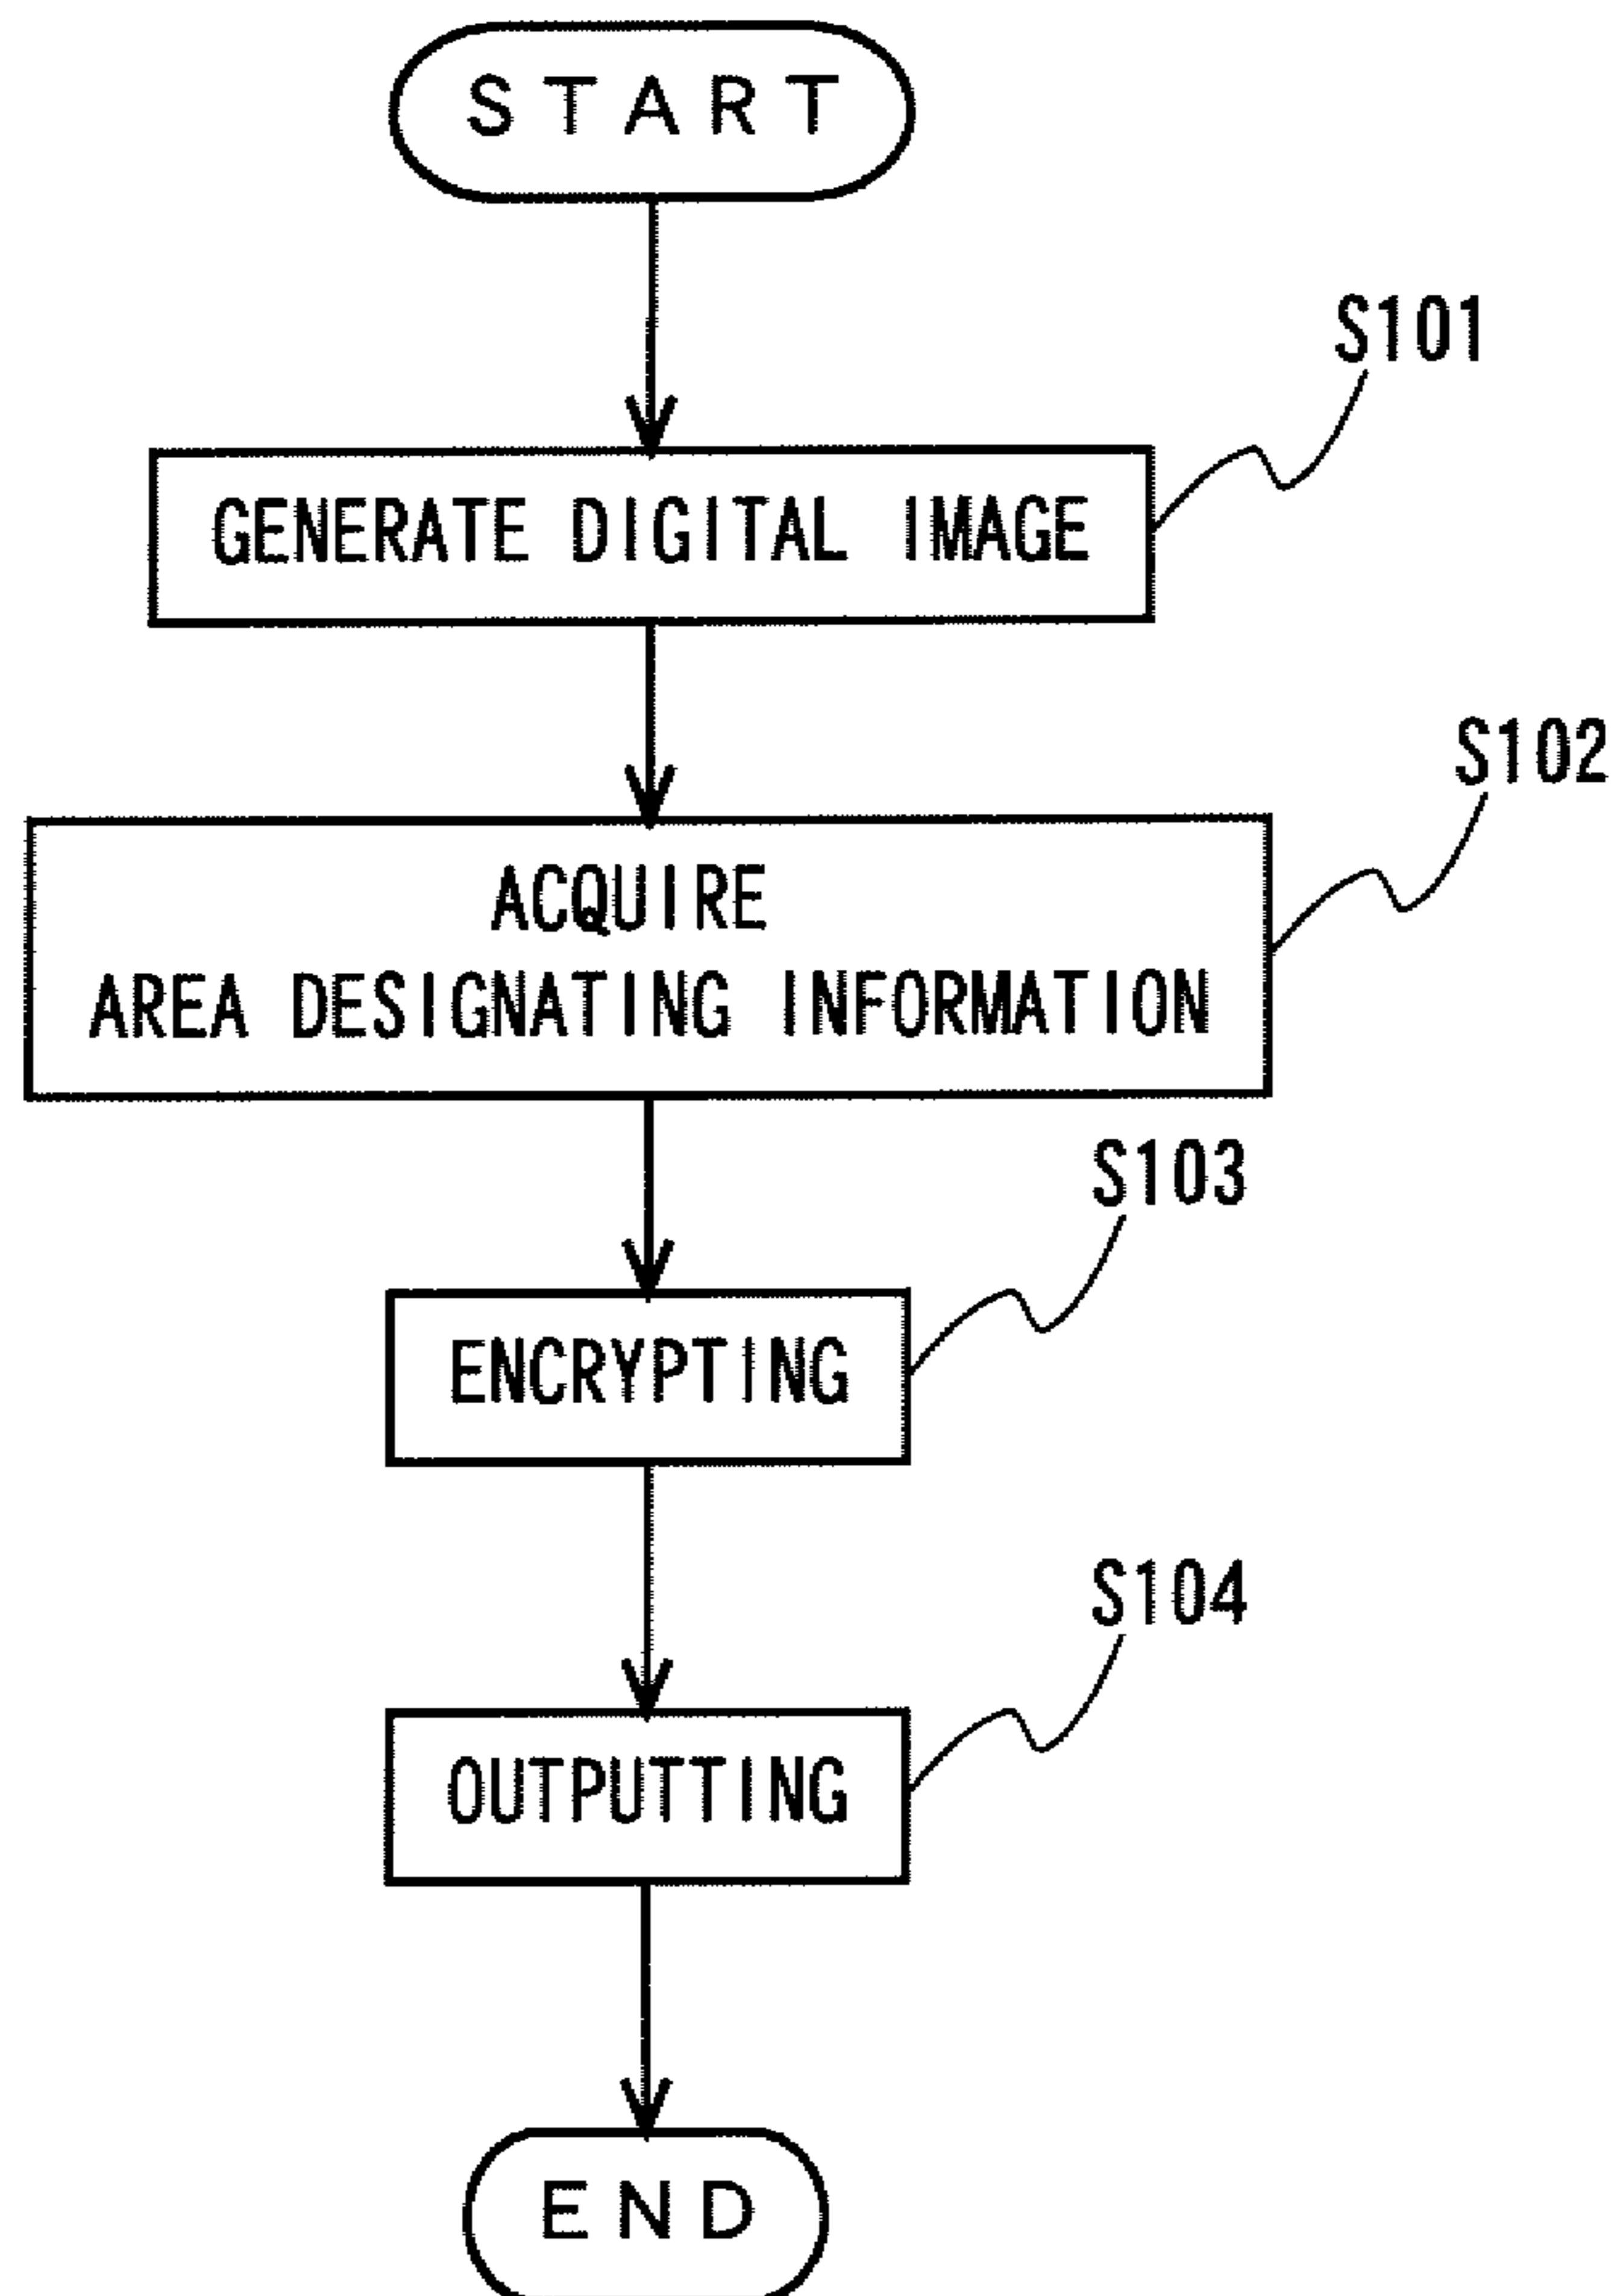 START
S101
GENERATE DIGITAL IMAGE
S102
ACQUIRE
AREA DESIGNATING INFORMATION
S103
ENCRYPTING
S104
OUTPUTTING
END